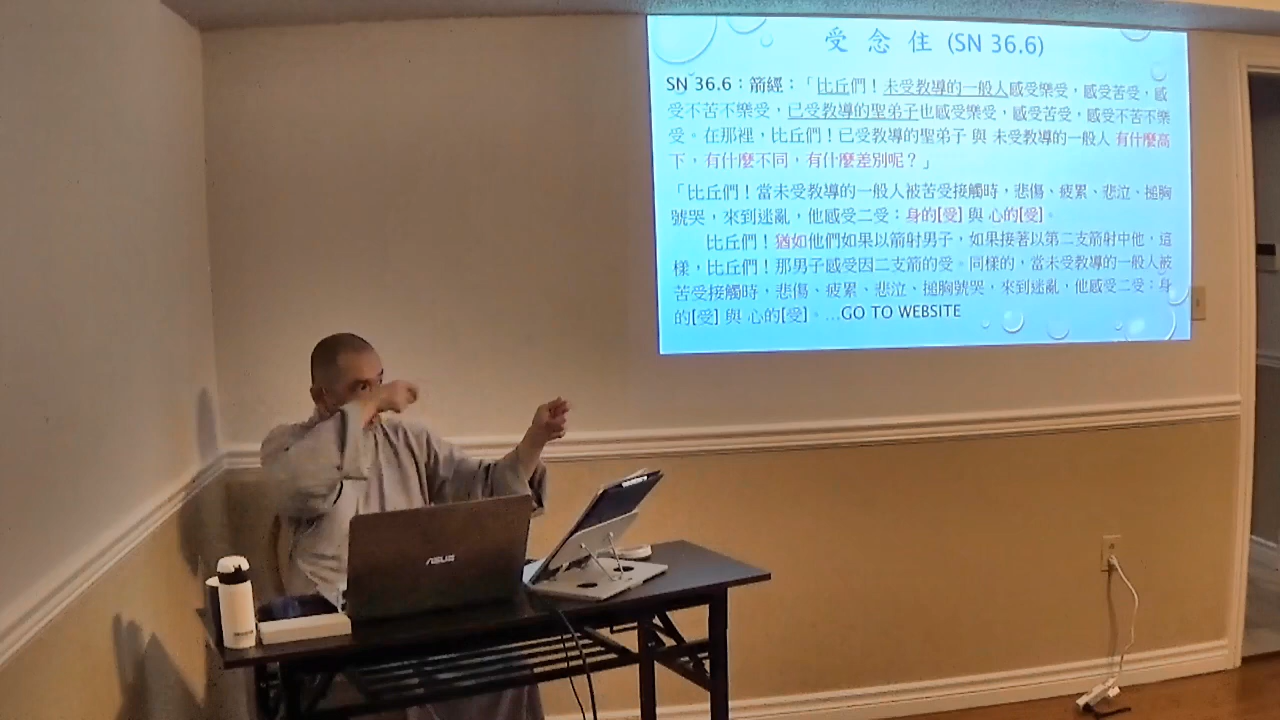 受 念 住 (SN 36.6)
SN 36.6：箭經：「比丘們！未受教導的一般人感受樂受，感受苦受，感
受不苦不樂受，已受教導的聖弟子也感受樂受，感受苦受，感受不苦不樂
受。在那裡，比丘們！已受教導的聖弟子 與 未受教導的一般人 有什麼高
下，有什麼不同，有什麼差別呢？」
「比丘們！當未受教導的一般人被苦受接觸時，悲傷、疲累、悲泣、搥胸
號哭，來到迷亂，他感受二受：身的[受] 與 心的[受]。
比丘們！猶如他們如果以箭射男子，如果接著以第二支箭射中他，這
樣，比丘們！那男子感受因二支箭的受。同樣的，當未受教導的一般人被
苦受接觸時，悲傷、疲累、悲泣、搥胸號哭，來到迷亂，他感受二受：身
的[受] 與 心的[受]。…GO TO WEBSITE
ASUS